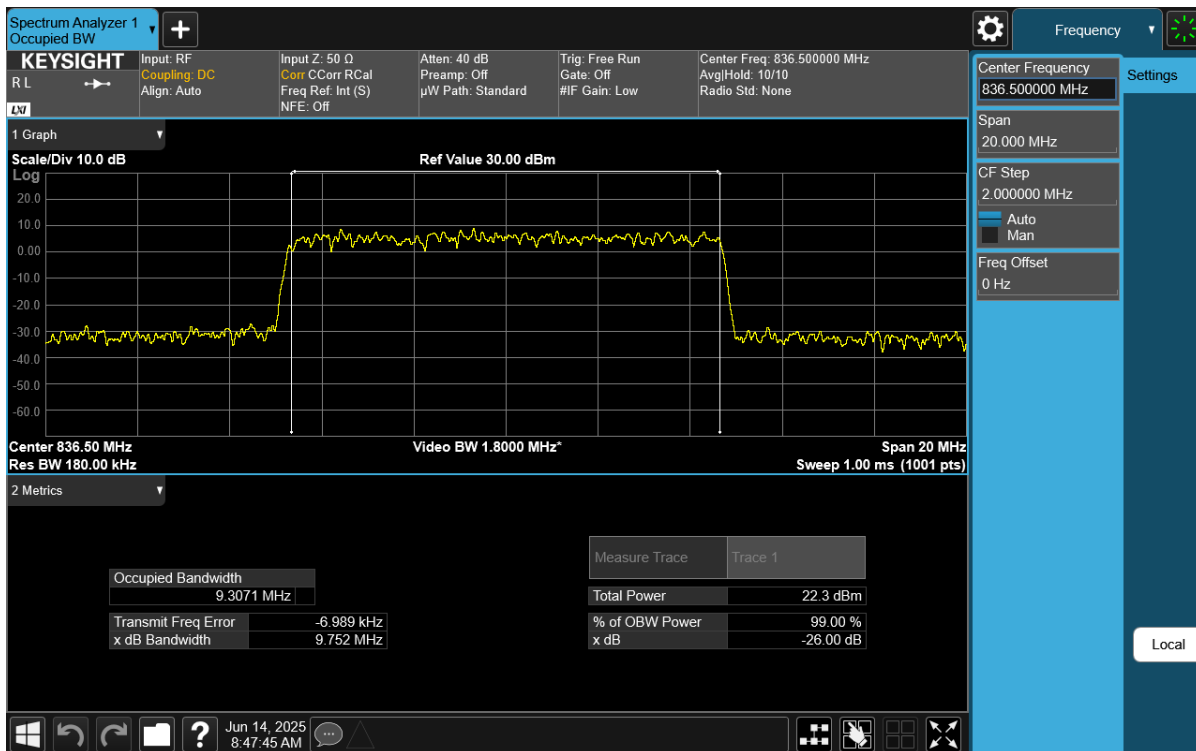 Spectrum Analyzer 1
Occupied BW
+
Frequency
KEYSIGHT
R L
LXI
Input: RF
Coupling: DC
Align: Auto
Input Z: 50 Ω
Corr CCorr RCal
Freq Ref: Int (S)
NFE: Off
Atten: 40 dB
Preamp: Off
µW Path: Standard
Trig: Free Run
Gate: Off
#IF Gain: Low
Center Freq: 836.500000 MHz
Avg|Hold: 10/10
Radio Std: None
Center Frequency
836.500000 MHz
Settings
Span
20.000 MHz
CF Step
2.000000 MHz
Auto
Man
Freq Offset
0 Hz
Local
1 Graph
Scale/Div 10.0 dB
Ref Value 30.00 dBm
Log
20.0
10.0
0.00
-10.0
-20.0
-30.0
-40.0
-50.0
-60.0
Center 836.50 MHz
Video BW 1.8000 MHz*
Span 20 MHz
Res BW 180.00 kHz
Sweep 1.00 ms (1001 pts)
2 Metrics
Measure Trace Trace 1
Occupied Bandwidth
9.3071 MHz
Total Power 22.3 dBm
Transmit Freq Error -6.989 kHz
% of OBW Power 99.00 %
x dB Bandwidth 9.752 MHz
x dB -26.00 dB
?
Jun 14, 2025
8:47:45 AM